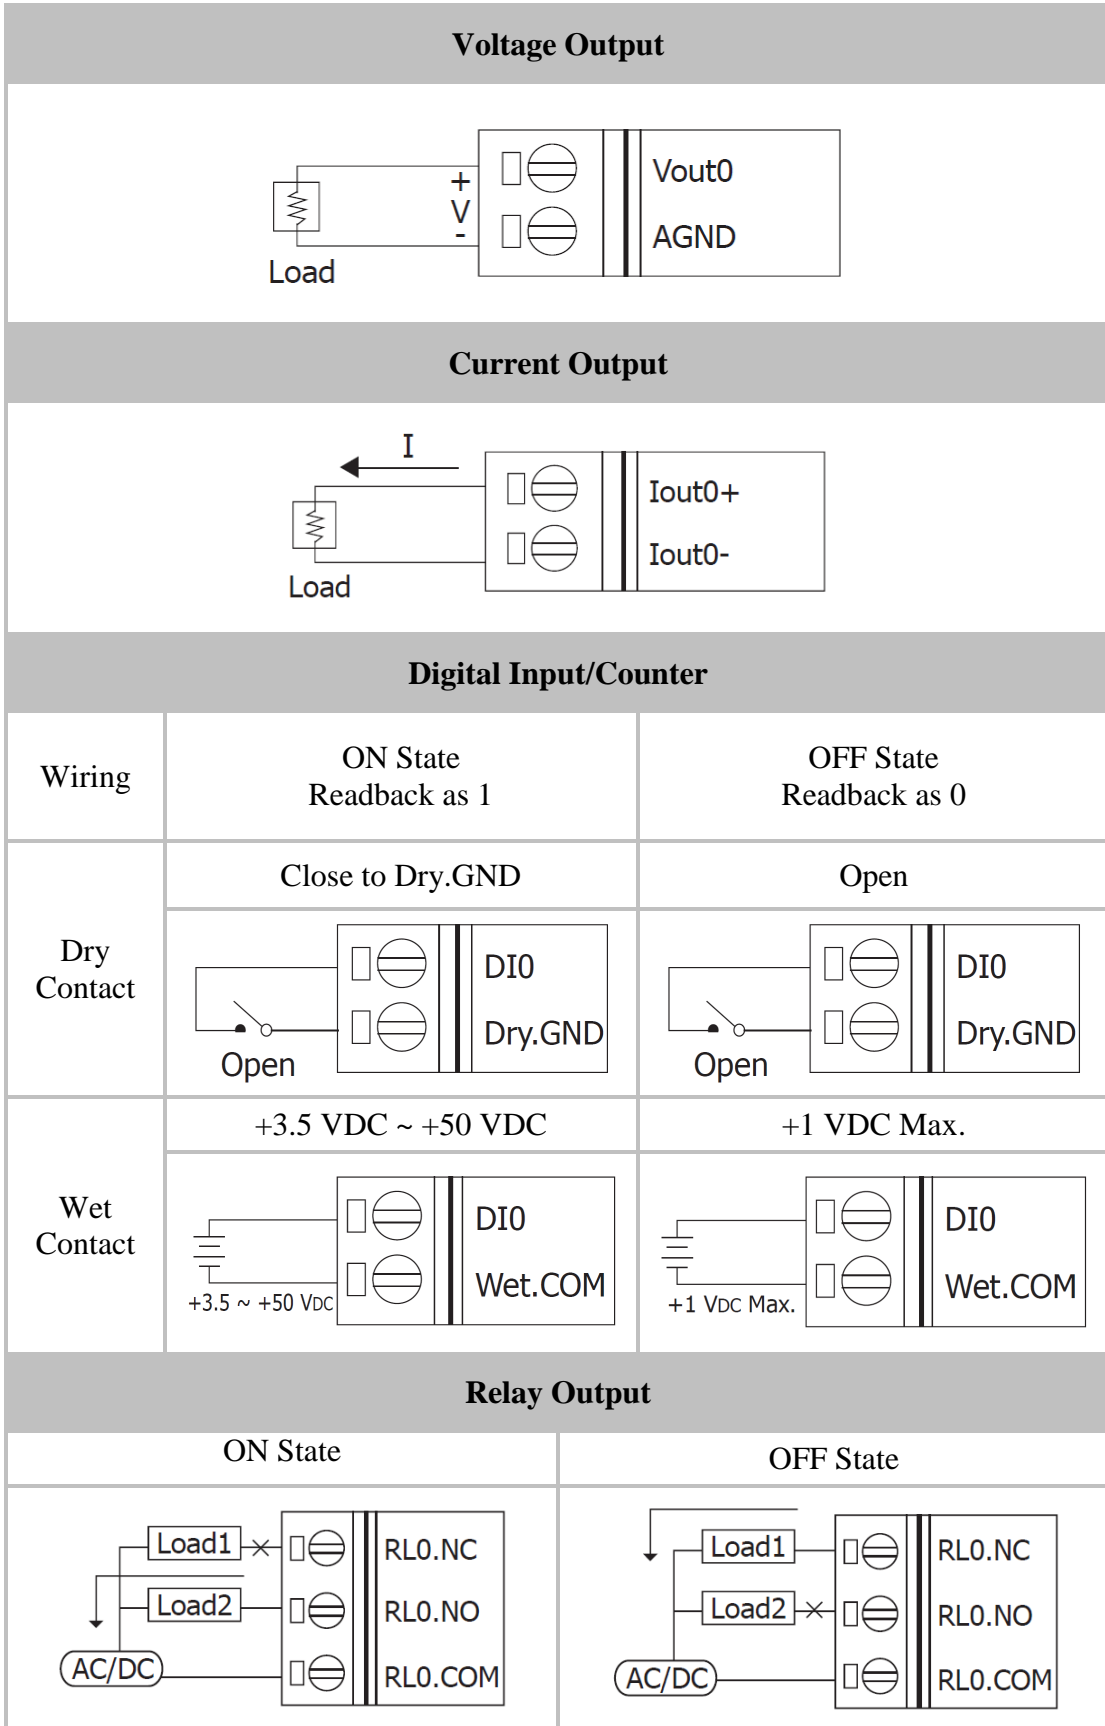 Voltage Output
+
V
-
Load
Vout0
AGND
Current Output
I
Load
Iout0+
Iout0-
Digital Input/Counter
Wiring
ON State
Readback as 1
OFF State
Readback as 0
Dry
Contact
Close to Dry.GND
Open
DI0
Dry.GND
Open
DI0
Dry.GND
Open
Wet
Contact
+3.5 VDC ~ +50 VDC
+1 VDC Max.
DI0
Wet.COM
+3.5 ~ +50 VDC
DI0
Wet.COM
+1 VDC Max.
Relay Output
ON State
OFF State
Load1
RL0.NC
Load2
RL0.NO
AC/DC
RL0.COM
Load1
RL0.NC
Load2
RL0.NO
AC/DC
RL0.COM